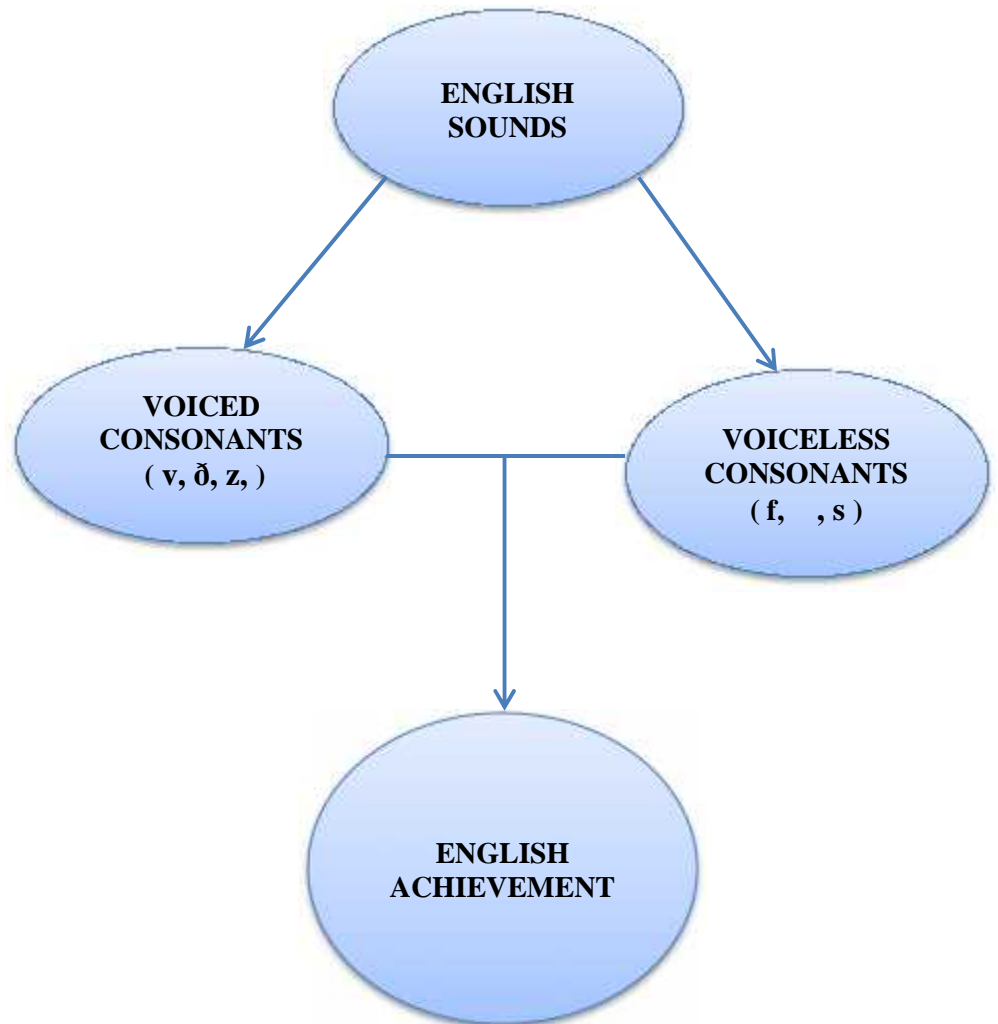 ENGLISH
SOUNDS
VOICED
CONSONANTS
( v, ð, z, )
VOICELESS
CONSONANTS
( f,   , s )
ENGLISH
ACHIEVEMENT